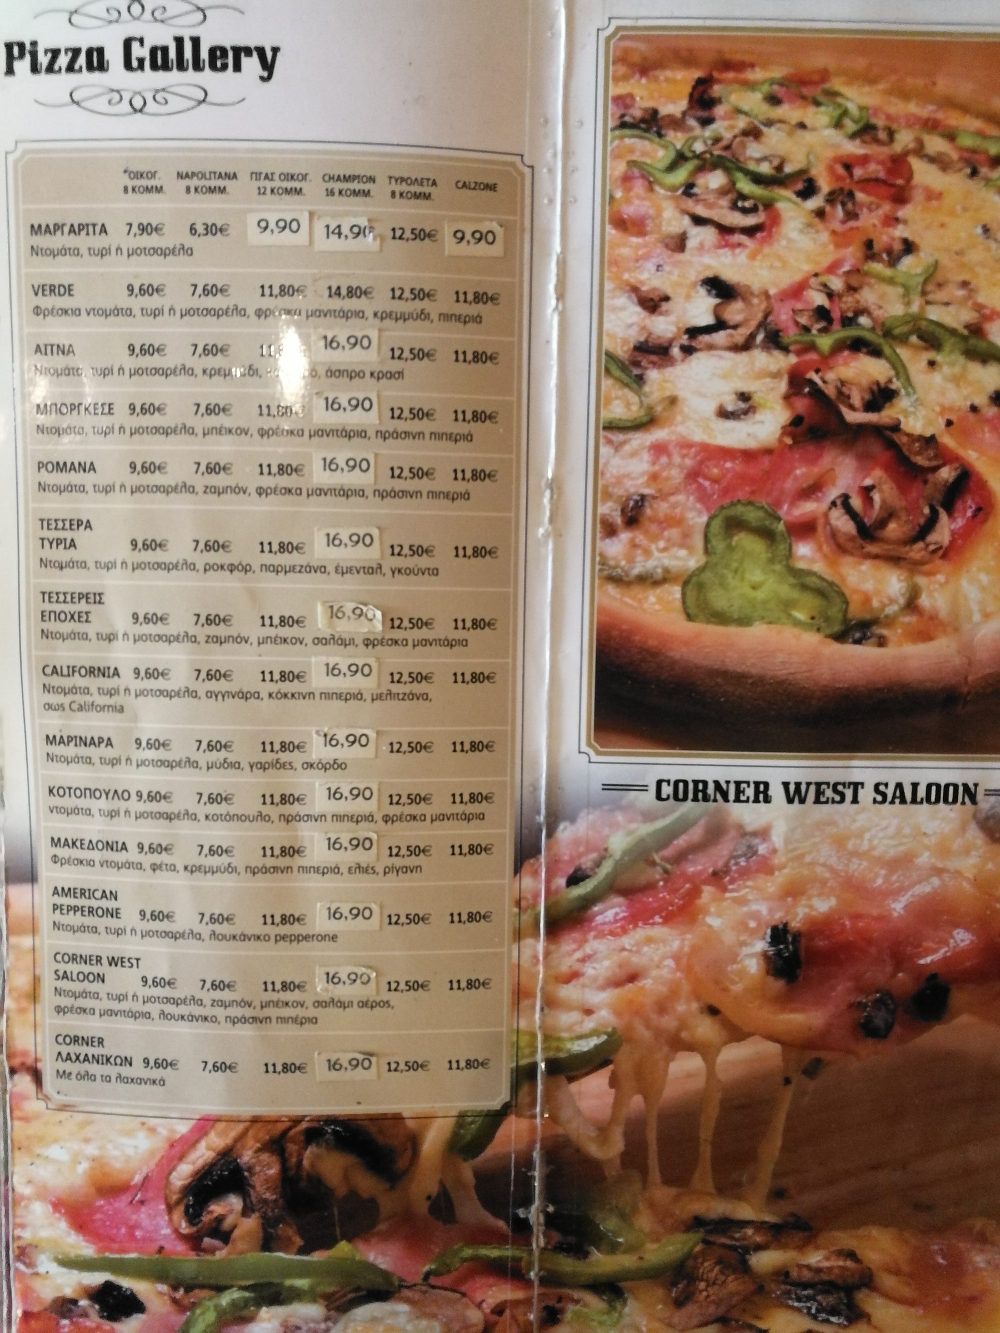 Pizza Gallery
*ΟΙΚΟΓ. NAPOLITANA ΓΙΓΑΣ ΟΙΚΟΓ. CHAMPION ΤΥΡΟΛΕΤΑ CALZONE
8 ΚΟΜΜ. 8 ΚΟΜΜ. 12 ΚΟΜΜ. 16 ΚΟΜΜ. 8 ΚΟΜΜ.
ΜΑΡΓΑΡΙΤΑ 7,90€ 6,30€ 9,90 14,90 12,50€ 9,90
Ντομάτα, τυρί ή μοτσαρέλα
VERDE 9,60€ 7,60€ 11,80€ 14,80€ 12,50€ 11,80€
Φρέσκια ντομάτα, τυρί ή μοτσαρέλα, φρέσκα μανιτάρια, κρεμμύδι, πιπεριά
ΑΙΤΝΑ 9,60€ 7,60€ 16,90 12,50€ 11,80€
Ντομάτα, τυρί ή μοτσαρέλα, κρεμμύδι, άσπρο κρασί
ΜΠΟΡΓΚΕΣΕ 9,60€ 7,60€ 11,80€ 16,90 12,50€ 11,80€
Ντομάτα, τυρί ή μοτσαρέλα, μπέικον, φρέσκα μανιτάρια, πράσινη πιπεριά
ΡΟΜΑΝΑ 9,60€ 7,60€ 11,80€ 16,90 12,50€ 11,80€
Ντομάτα, τυρί ή μοτσαρέλα, ζαμπόν, φρέσκα μανιτάρια, πράσινη πιπεριά
ΤΕΣΣΕΡΑ
ΤΥΡΙΑ 9,60€ 7,60€ 11,80€ 16,90 12,50€ 11,80€
Ντομάτα, τυρί ή μοτσαρέλα, ροκφόρ, παρμεζάνα, έμενταλ, γκούντα
ΤΕΣΣΕΡΕΙΣ
ΕΠΟΧΕΣ 9,60€ 7,60€ 11,80€ 16,90 12,50€ 11,80€
Ντομάτα, τυρί ή μοτσαρέλα, ζαμπόν, μπέικον, σαλάμι, φρέσκα μανιτάρια
CALIFORNIA 9,60€ 7,60€ 11,80€ 16,90 12,50€ 11,80€
Ντομάτα, τυρί ή μοτσαρέλα, αγγινάρα, κόκκινη πιπεριά, μελιτζάνα,
σως California
ΜΑΡΙΝΑΡΑ 9,60€ 7,60€ 11,80€ 16,90 12,50€ 11,80€
Ντομάτα, τυρί ή μοτσαρέλα, μύδια, γαρίδες, σκόρδο
ΚΟΤΟΠΟΥΛΟ 9,60€ 7,60€ 11,80€ 16,90 12,50€ 11,80€
ντομάτα, τυρί ή μοτσαρέλα, κοτόπουλο, πράσινη πιπεριά, φρέσκα μανιτάρια
ΜΑΚΕΔΟΝΙΑ 9,60€ 7,60€ 11,80€ 16,90 12,50€ 11,80€
Φρέσκια ντομάτα, φέτα, κρεμμύδι, πράσινη πιπεριά, ελιές, ρίγανη
AMERICAN
PEPPERONE 9,60€ 7,60€ 11,80€ 16,90 12,50€ 11,80€
Ντομάτα, τυρί ή μοτσαρέλα, λουκάνικο pepperone
CORNER WEST
SALOON 9,60€ 7,60€ 11,80€ 16,90 12,50€ 11,80€
Ντομάτα, τυρί ή μοτσαρέλα, ζαμπόν, μπέικον, σαλάμι αέρος,
φρέσκα μανιτάρια, λουκάνικο, πράσινη πιπέρια
CORNER
ΛΑΧΑΝΙΚΩΝ 9,60€ 7,60€ 11,80€ 16,90 12,50€ 11,80€
Με όλα τα λαχανικά
CORNER WEST SALOON